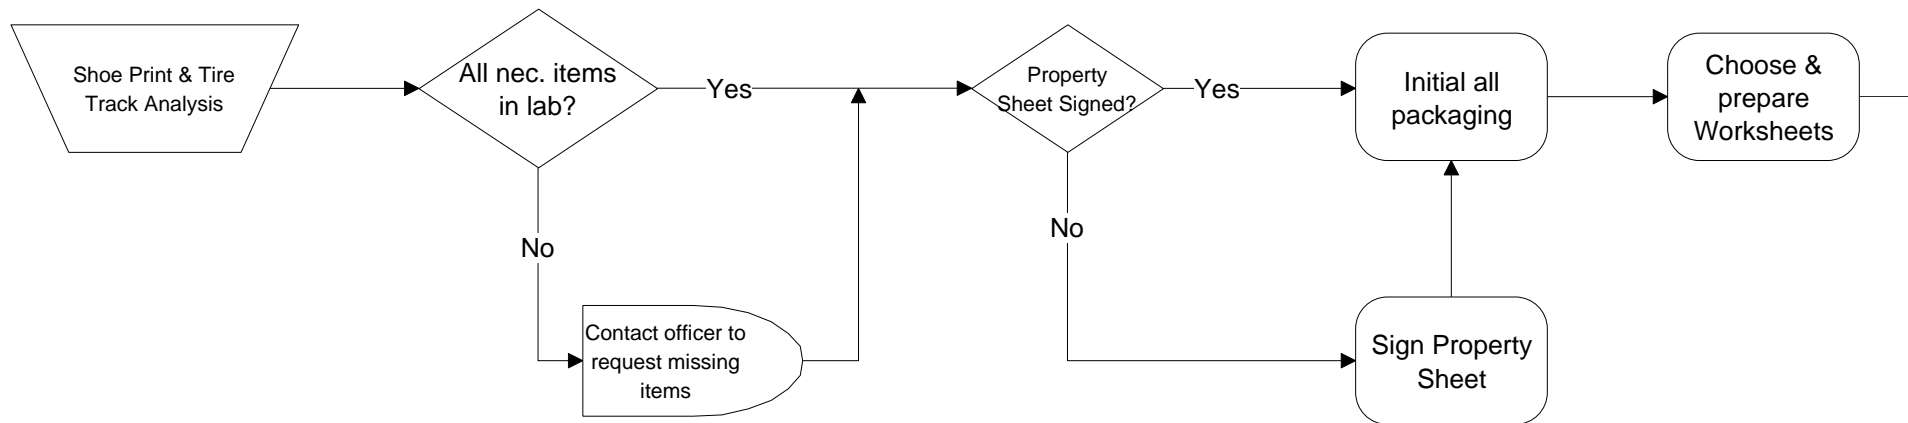 Shoe Print & Tire
Track Analysis
All nec. items
in lab?
Yes
No
Contact officer to
request missing
items
Property
Sheet Signed?
Yes
No
Sign Property
Sheet
Initial all
packaging
Choose &
prepare
Worksheets